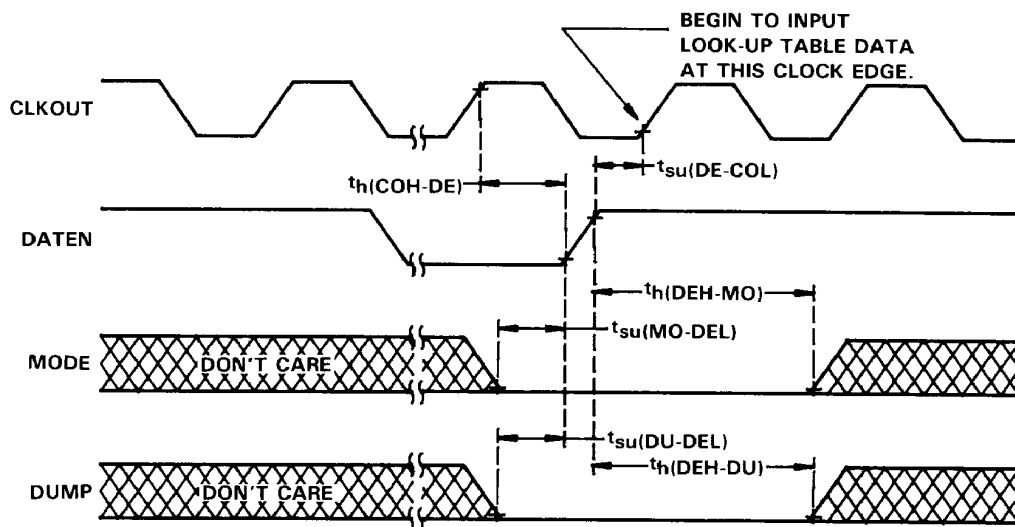 BEGIN TO INPUT
LOOK-UP TABLE DATA
AT THIS CLOCK EDGE.
CLKOUT
tsu(DE-COL)
th(COH-DE)
DATEN
th(DEH-MO)
tsu(MO-DEL)
MODE
DON'T CARE
tsu(DU-DEL)
th(DEH-DU)
DUMP
DON'T CARE